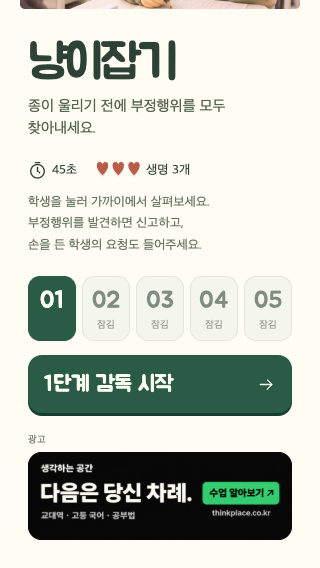 냥이잡기
종이 울리기 전에 부정행위를 모두
찾아내세요.
45초 생명 3개
학생을 눌러 가까이에서 살펴보세요.
부정행위를 발견하면 신고하고,
손을 든 학생의 요청도 들어주세요.
01 02 03 04 05
잠김 잠김 잠김 잠김
1단계 감독 시작 →
광고
생각하는 공간
다음은 당신 차례.
수업 알아보기 ↗
교대역 · 고등 국어 · 공부법
thinkplace.co.kr